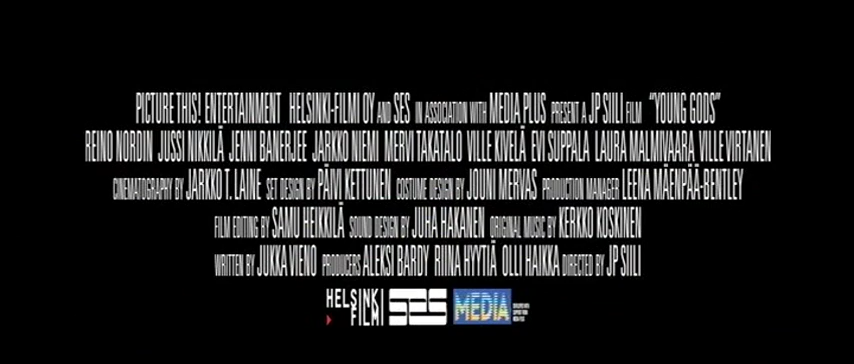 PICTURE THIS! ENTERTAINMENT HELSINKI-FILMI OY AND SES IN ASSOCIATION WITH MEDIA PLUS PRESENT A JP SIILI FILM "YOUNG GODS"
REINO NORDIN JUSSI NIKKILÄ JENNI BANERJEE JARKKO NIEMI MERVI TAKATALO VILLE KIVELÄ EVI SUPPALA LAURA MALMIVAARA VILLE VIRTANEN
CINEMATOGRAPHY BY JARKKO T. LAINE SET DESIGN BY PÄIVI KETTUNEN COSTUME DESIGN BY JOUNI MERVAS PRODUCTION MANAGER LEENA MÄENPÄÄ-BENTLEY
FILM EDITING BY SAMU HEIKKILÄ SOUND DESIGN BY JUHA HAKANEN ORIGINAL MUSIC BY KERKKO KOSKINEN
WRITTEN BY JUKKA VIENO PRODUCERS ALEKSI BARDY RIINA HYYTIÄ OLLI HAIKKA DIRECTED BY JP SIILI
HELSINKI
FILMI
SES
MEDIA